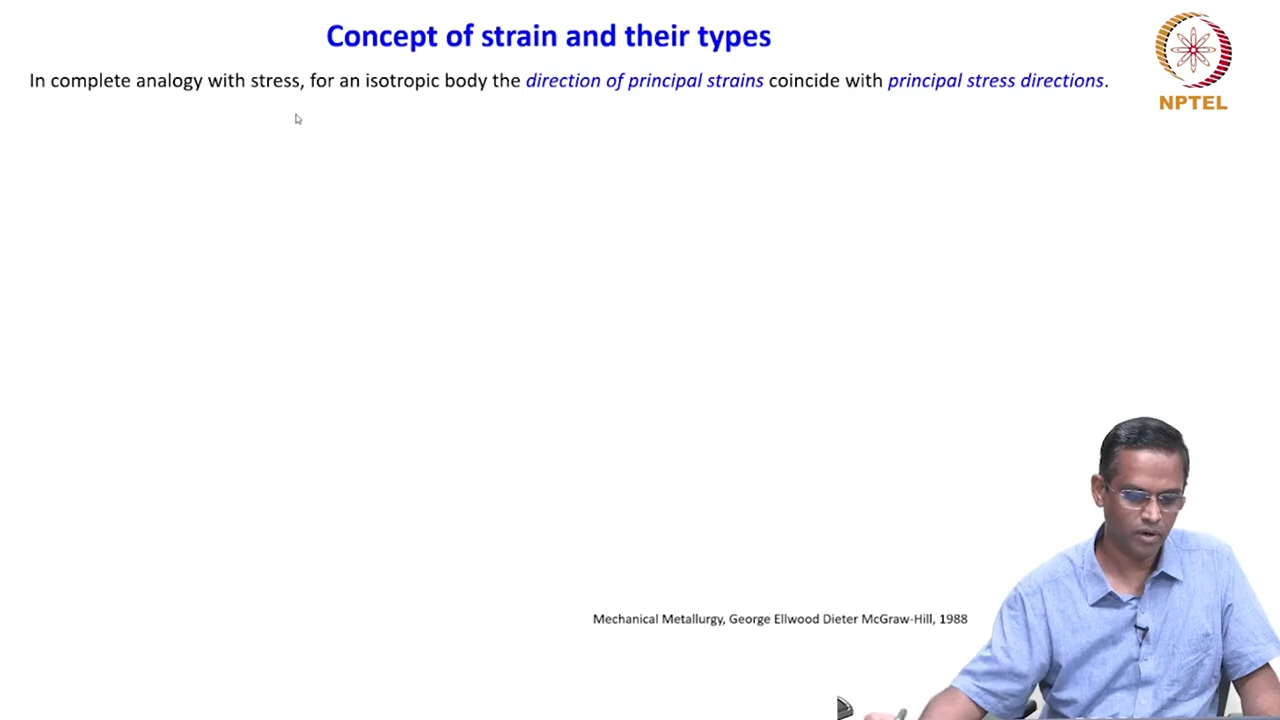 Concept of strain and their types
In complete analogy with stress, for an isotropic body the direction of principal strains coincide with principal stress directions.
NPTEL
Mechanical Metallurgy, George Ellwood Dieter McGraw-Hill, 1988